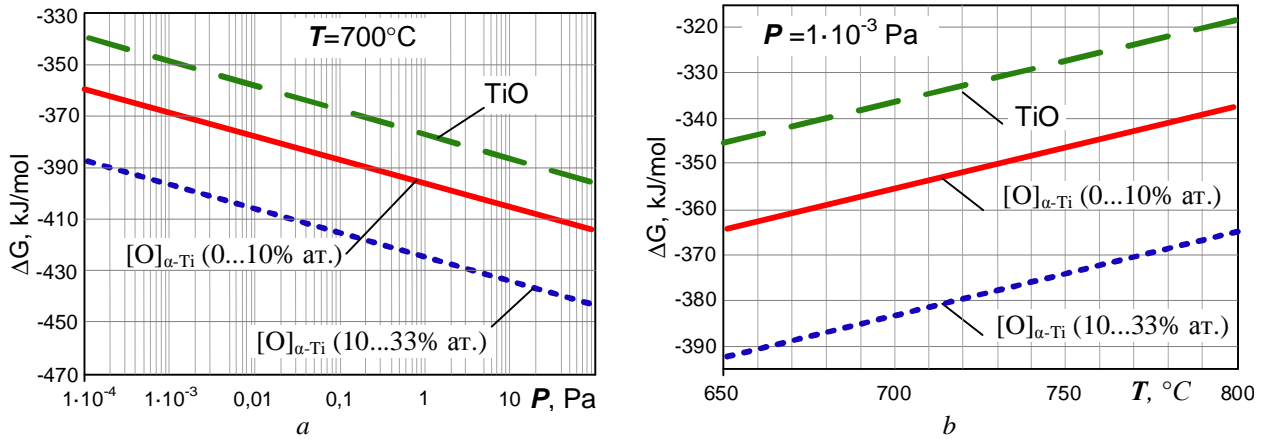 T=700°C
TiO
[O]α-Ti (0...10% ат.)
[O]α-Ti (10...33% ат.)
ΔG, kJ/mol
-330
-350
-370
-390
-410
-430
-450
-470
1·10⁻⁴
1·10⁻³
0,01
0,1
1
10
P, Pa
a
P =1·10⁻³ Pa
TiO
[O]α-Ti (0...10% ат.)
[O]α-Ti (10...33% ат.)
ΔG, kJ/mol
-320
-330
-340
-350
-360
-370
-380
-390
650
700
750
T, °C
800
b